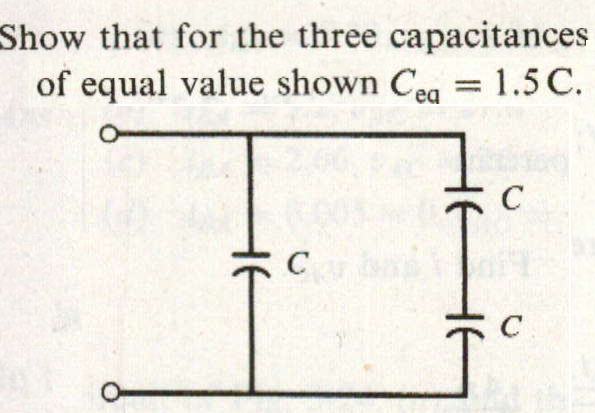 Show that for the three capacitances
of equal value shown C_eq = 1.5 C.
C
C
C